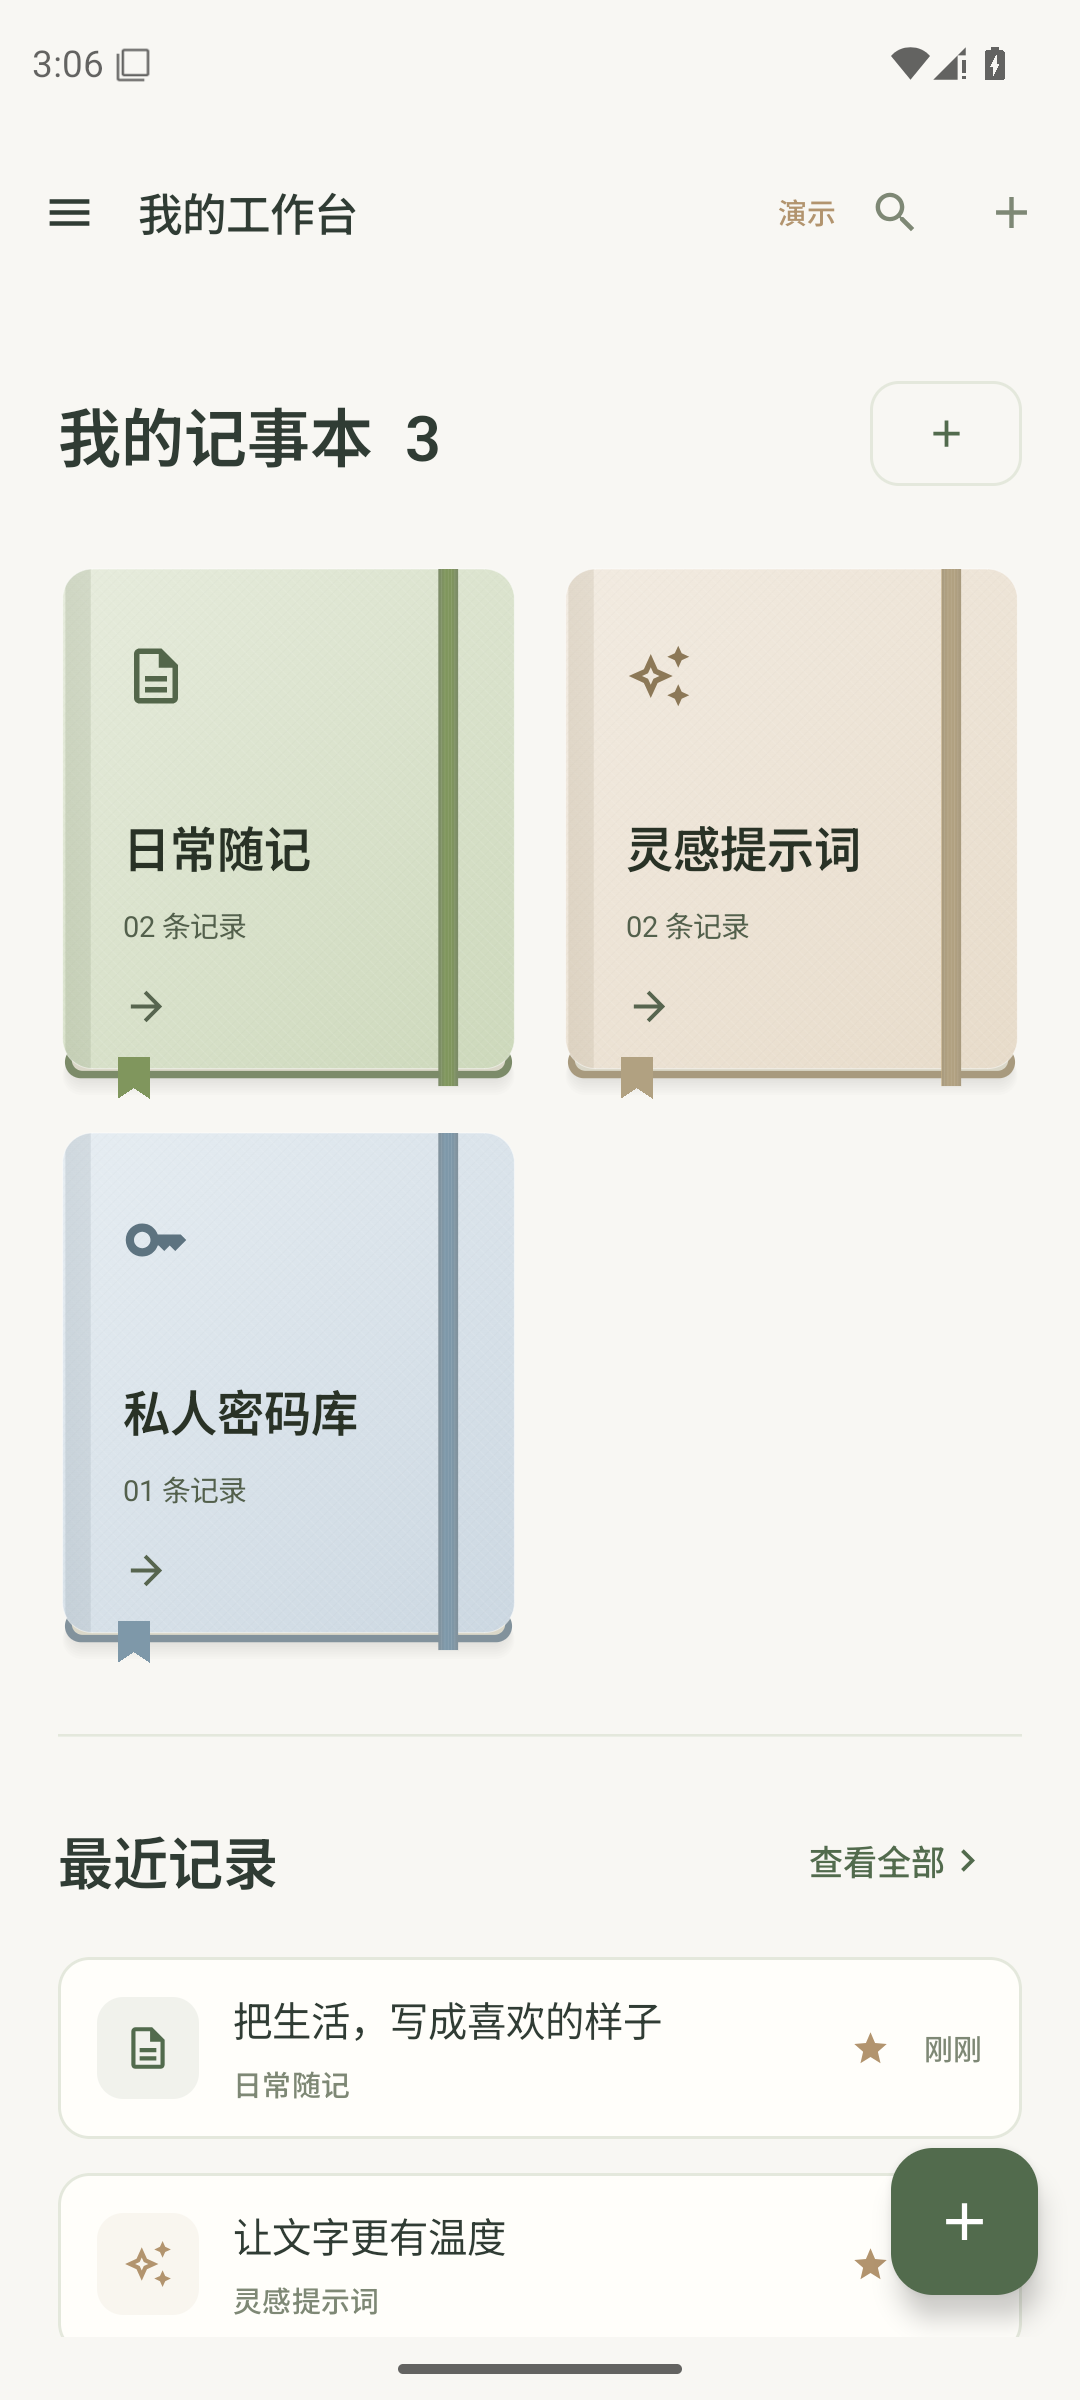 3:06
我的工作台
演示
我的记事本 3
日常随记
02 条记录
灵感提示词
02 条记录
私人密码库
01 条记录
最近记录
查看全部
把生活，写成喜欢的样子
日常随记
刚刚
让文字更有温度
灵感提示词